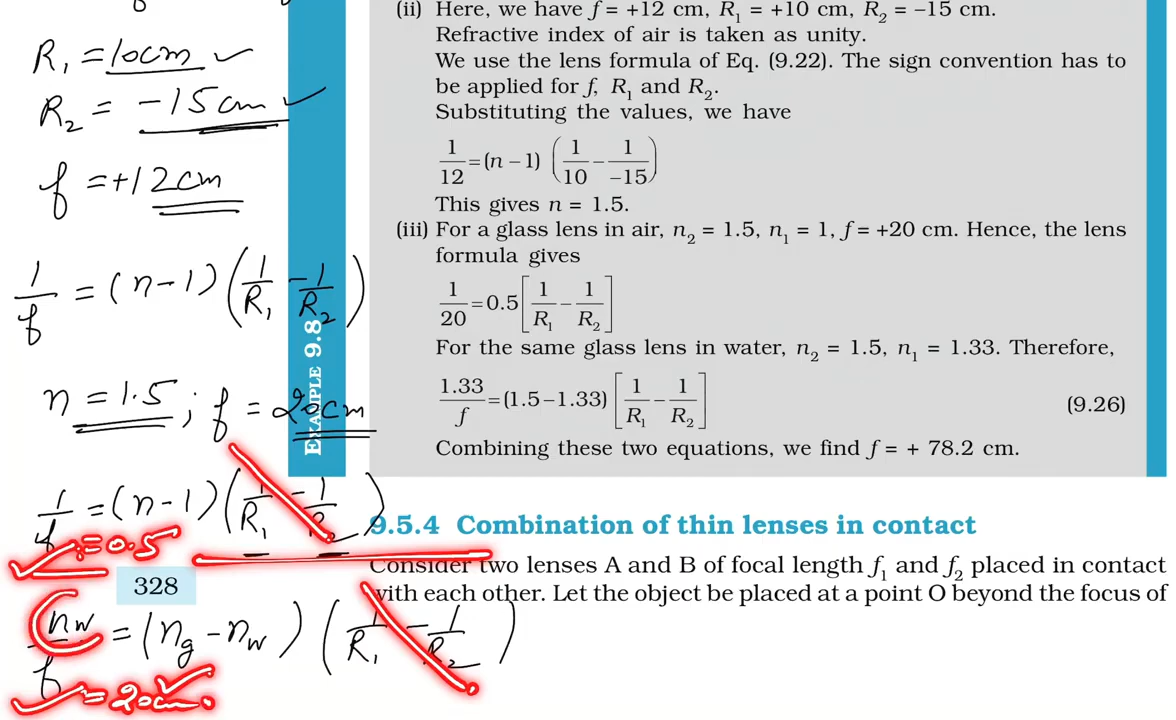 R₁ = 10cm ✓
R₂ = -15cm ✓
f = +12cm
1/f = (n-1) (1/R₁ - 1/R₂)
n = 1.5 ; f = 20cm
1/f = (n-1) (1/R₁ - 1/R₂)
= 0.5
n_w/f = (n_g - n_w) (1/R₁ - 1/R₂)
= 20cm.
EXAMPLE 9.8
328
(ii) Here, we have f = +12 cm, R₁ = +10 cm, R₂ = –15 cm.
Refractive index of air is taken as unity.
We use the lens formula of Eq. (9.22). The sign convention has to
be applied for f, R₁ and R₂.
Substituting the values, we have
1/12 = (n – 1) (1/10 – 1/–15)
This gives n = 1.5.
(iii) For a glass lens in air, n₂ = 1.5, n₁ = 1, f = +20 cm. Hence, the lens
formula gives
1/20 = 0.5 [1/R₁ – 1/R₂]
For the same glass lens in water, n₂ = 1.5, n₁ = 1.33. Therefore,
1.33/f = (1.5 – 1.33) [1/R₁ – 1/R₂] (9.26)
Combining these two equations, we find f = + 78.2 cm.
9.5.4 Combination of thin lenses in contact
Consider two lenses A and B of focal length f₁ and f₂ placed in contact
with each other. Let the object be placed at a point O beyond the focus of